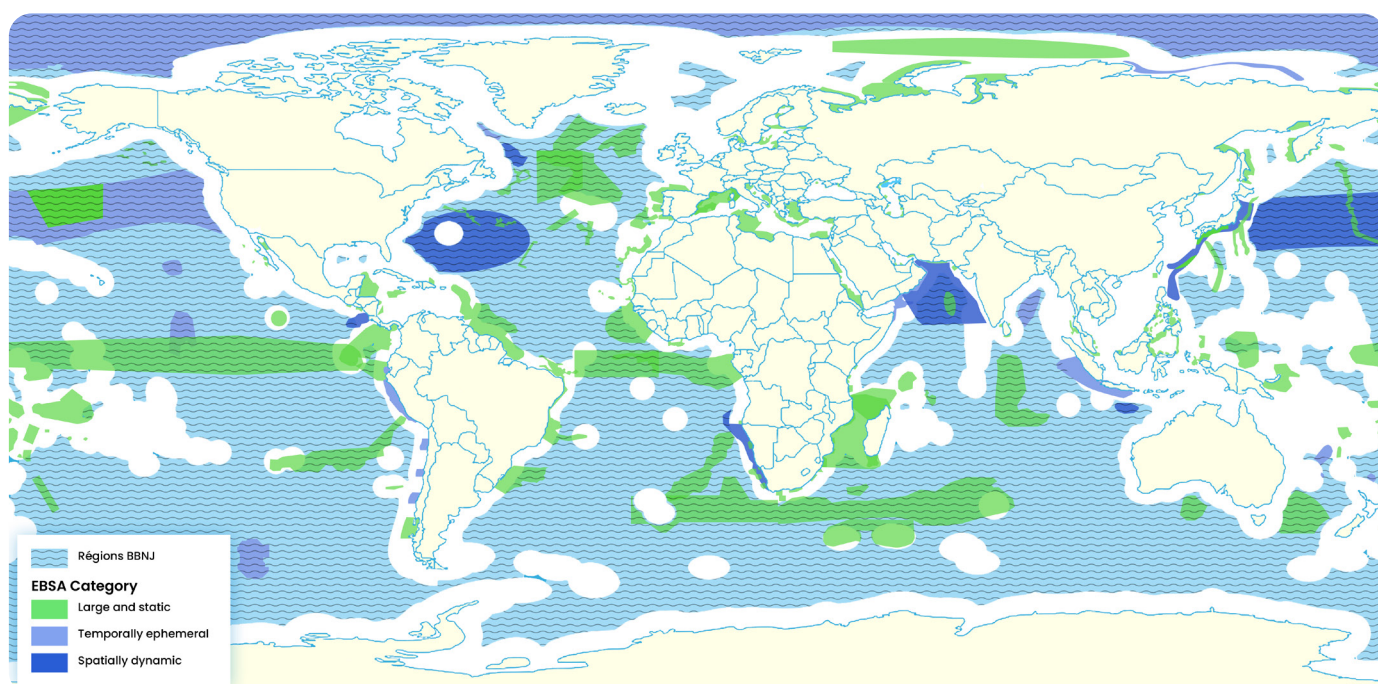 Régions BBNJ
EBSA Category
Large and static
Temporally ephemeral
Spatially dynamic